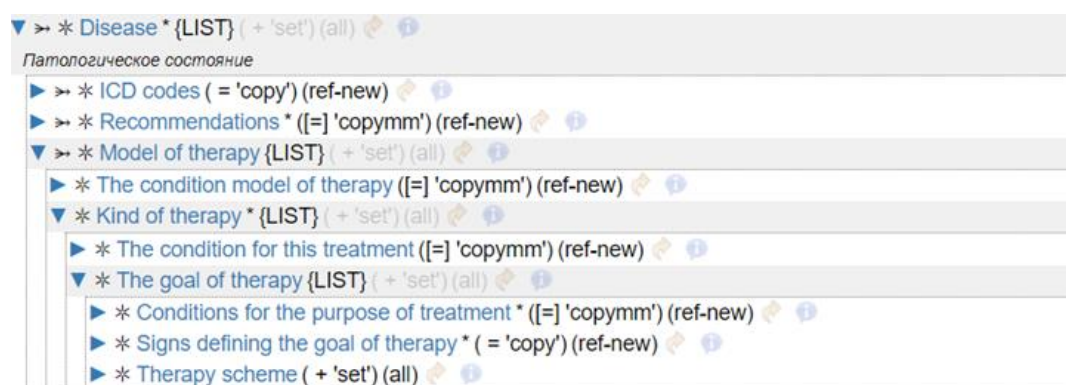 ▼ ➳ ✳ Disease * {LIST} ( + 'set') (all)
Патологическое состояние
▶ ➳ ✳ ICD codes ( = 'copy') (ref-new)
▶ ➳ ✳ Recommendations * ([=] 'copymm') (ref-new)
▼ ➳ ✳ Model of therapy {LIST} ( + 'set') (all)
▶ ✳ The condition model of therapy ([=] 'copymm') (ref-new)
▼ ✳ Kind of therapy * {LIST} ( + 'set') (all)
▶ ✳ The condition for this treatment ([=] 'copymm') (ref-new)
▼ ✳ The goal of therapy {LIST} ( + 'set') (all)
▶ ✳ Conditions for the purpose of treatment * ([=] 'copymm') (ref-new)
▶ ✳ Signs defining the goal of therapy * ( = 'copy') (ref-new)
▶ ✳ Therapy scheme ( + 'set') (all)